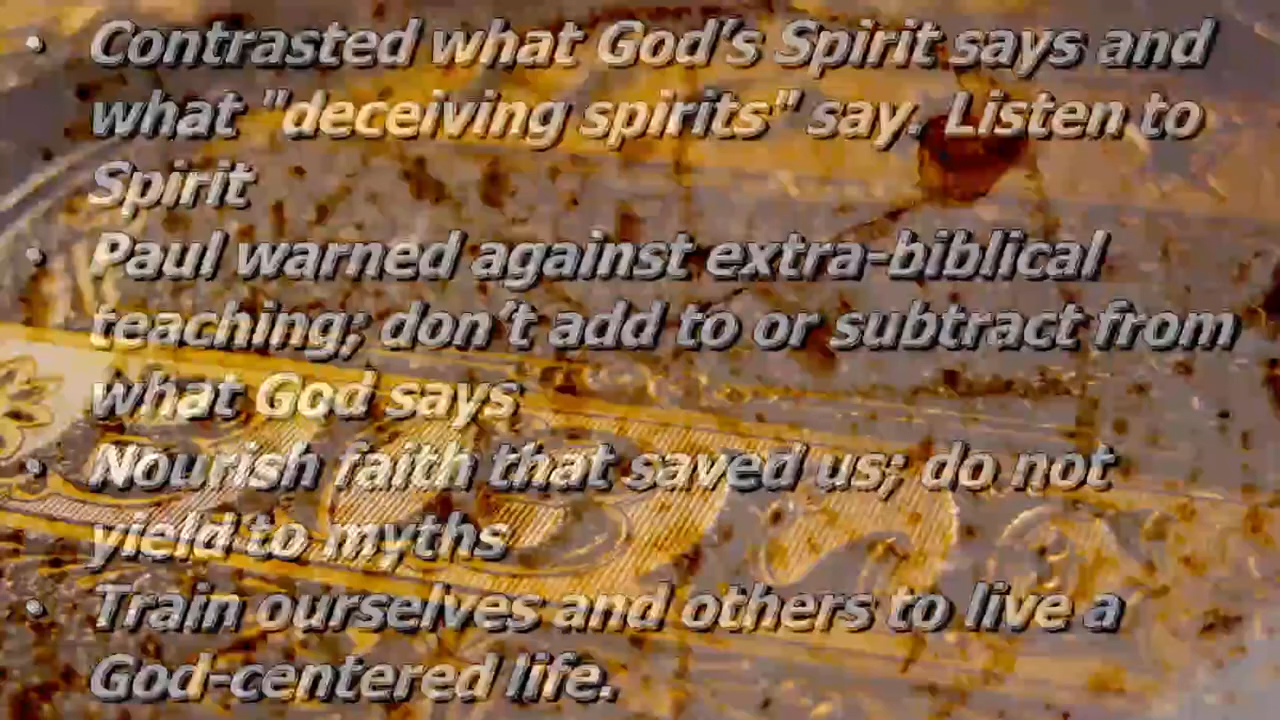 • Contrasted what God's Spirit says and
what "deceiving spirits" say. Listen to
Spirit
• Paul warned against extra-biblical
teaching; don't add to or subtract from
what God says
• Nourish faith that saved us; do not
yield to myths
• Train ourselves and others to live a
God-centered life.